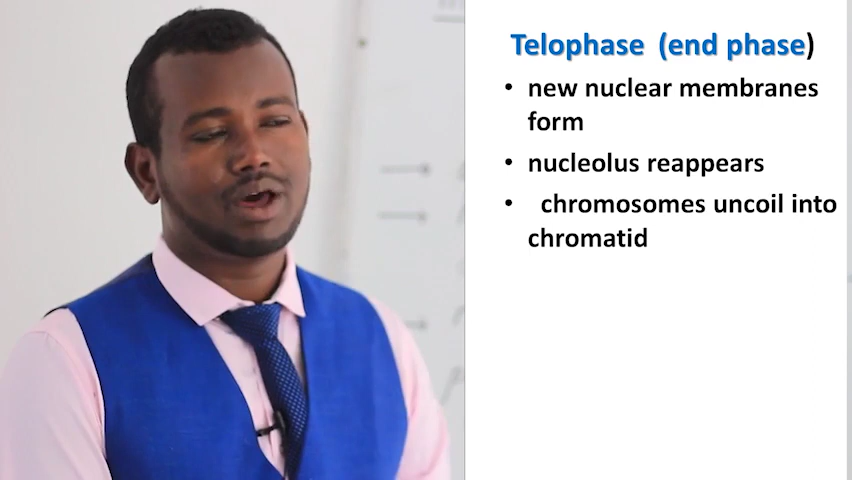 Telophase (end phase)
• new nuclear membranes
form
• nucleolus reappears
• chromosomes uncoil into
chromatid